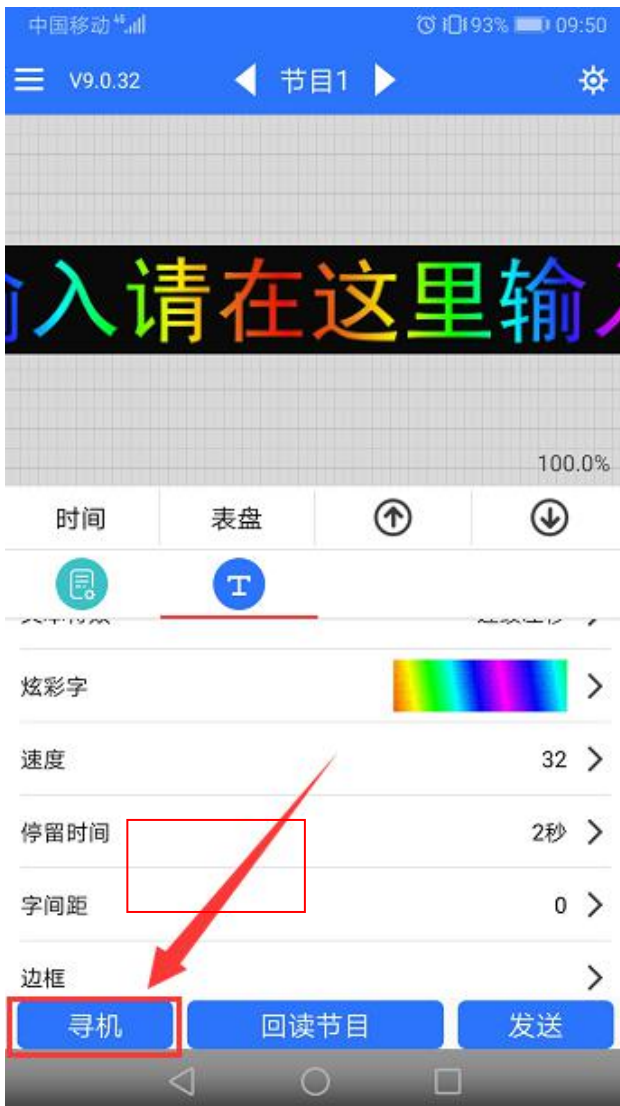 中国移动 46 93% 09:50
V9.0.32 节目1
入请在这里输
100.0%
时间 表盘
T
炫彩字
速度 32
停留时间 2秒
字间距 0
边框
寻机 回读节目 发送